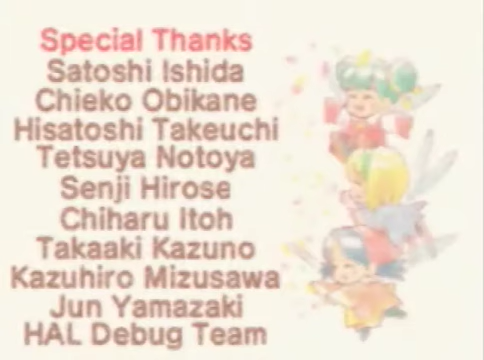 Special Thanks
Satoshi Ishida
Chieko Obikane
Hisatoshi Takeuchi
Tetsuya Notoya
Senji Hirose
Chiharu Itoh
Takaaki Kazuno
Kazuhiro Mizusawa
Jun Yamazaki
HAL Debug Team